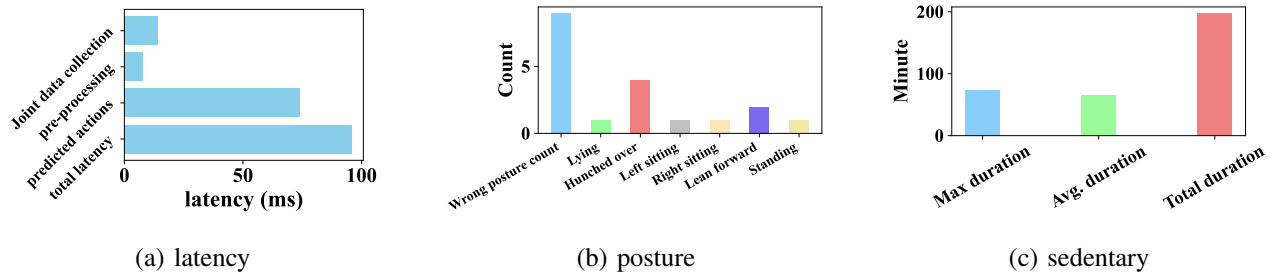 Joint data collection
pre-processing
predicted actions
total latency
0 50 100
latency (ms)
(a) latency
Count
5
0
Wrong posture count
Lying
Hunched over
Left sitting
Right sitting
Lean forward
Standing
(b) posture
Minute
200
100
0
Max duration
Avg. duration
Total duration
(c) sedentary